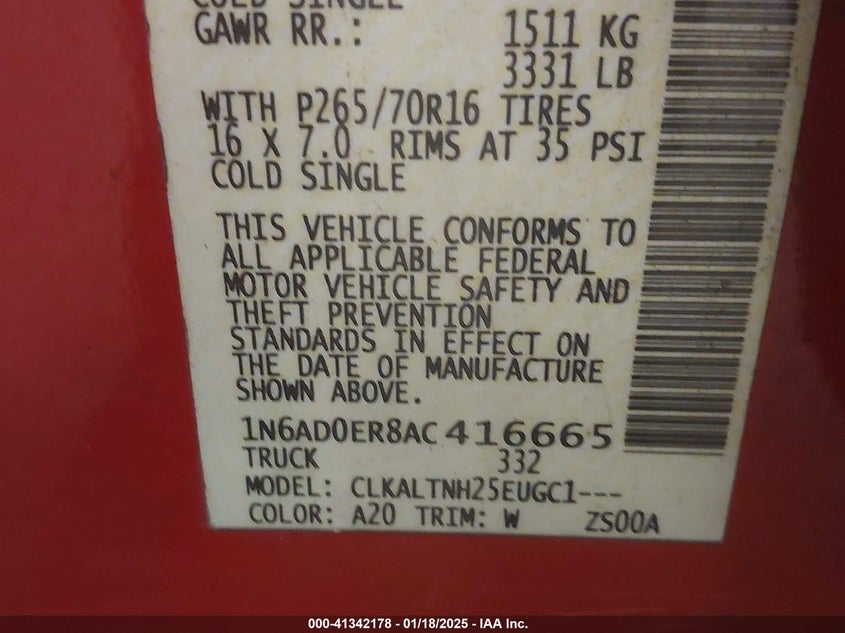 COLD SINGLE
GAWR RR.: 1511 KG
3331 LB
WITH P265/70R16 TIRES
16 X 7.0 RIMS AT 35 PSI
COLD SINGLE
THIS VEHICLE CONFORMS TO
ALL APPLICABLE FEDERAL
MOTOR VEHICLE SAFETY AND
THEFT PREVENTION
STANDARDS IN EFFECT ON
THE DATE OF MANUFACTURE
SHOWN ABOVE.
1N6AD0ER8AC416665
TRUCK 332
MODEL: CLKALTNH25EUGC1---
COLOR: A20 TRIM: W ZS00A
000-41342178 - 01/18/2025 - IAA Inc.